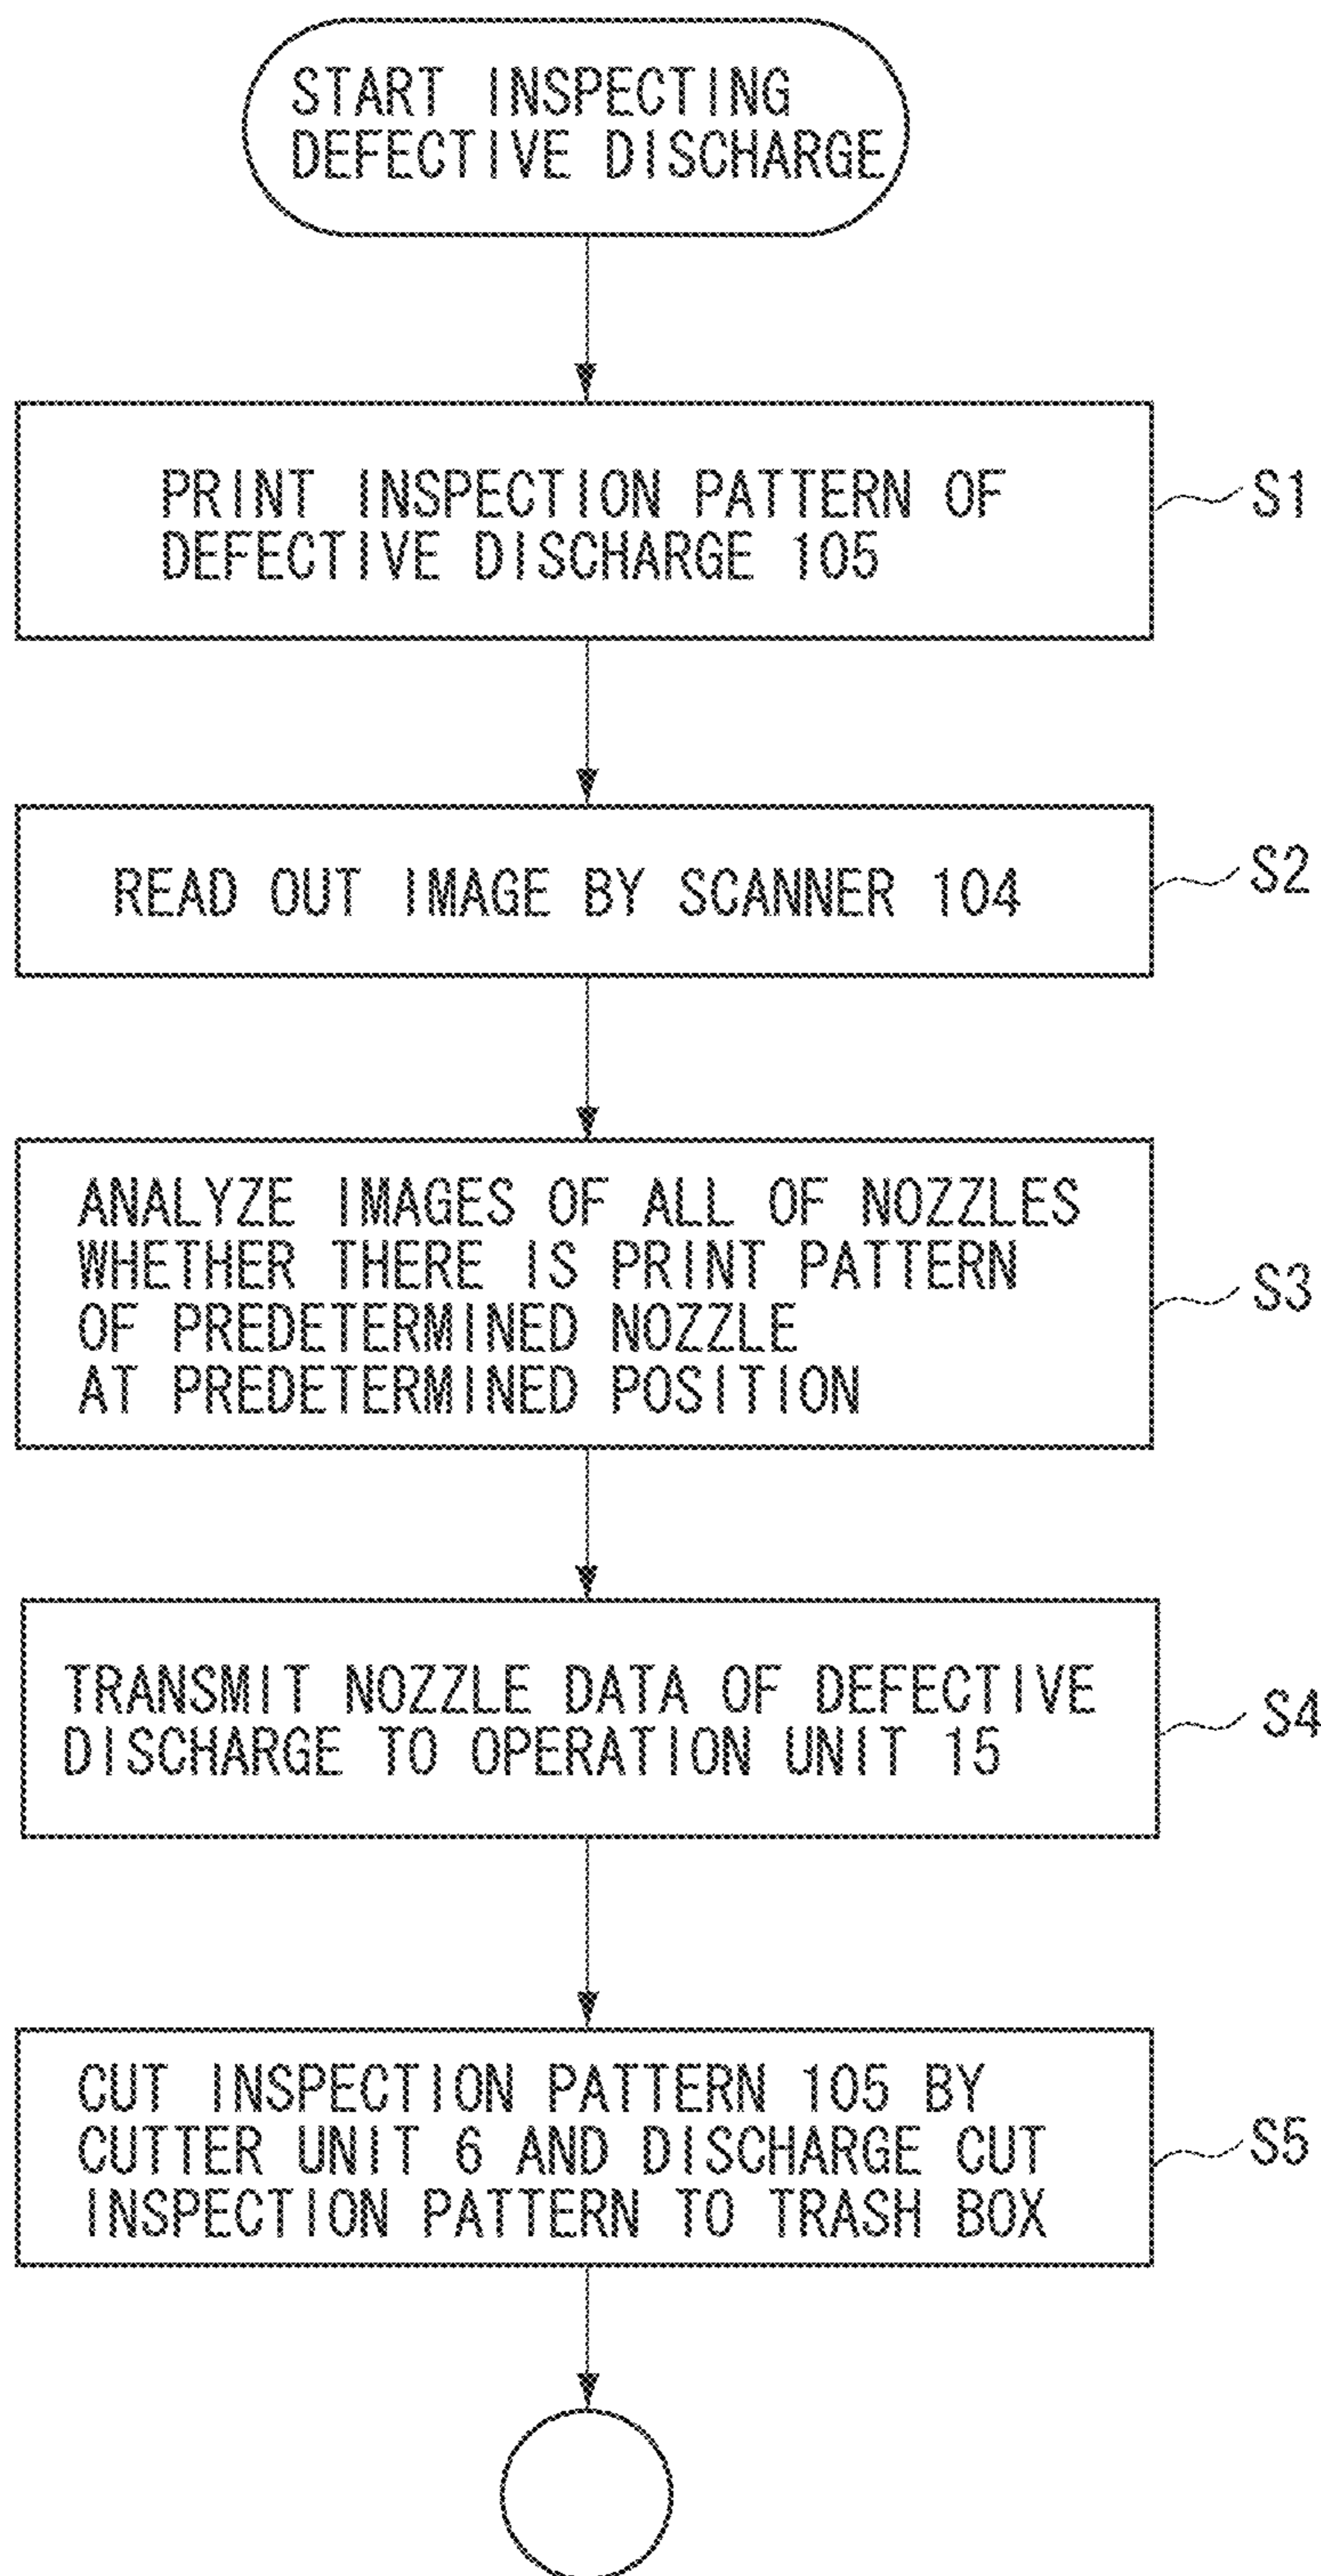 START INSPECTING
DEFECTIVE DISCHARGE
PRINT INSPECTION PATTERN OF
DEFECTIVE DISCHARGE 105
S1
READ OUT IMAGE BY SCANNER 104
S2
ANALYZE IMAGES OF ALL OF NOZZLES
WHETHER THERE IS PRINT PATTERN
OF PREDETERMINED NOZZLE
AT PREDETERMINED POSITION
S3
TRANSMIT NOZZLE DATA OF DEFECTIVE
DISCHARGE TO OPERATION UNIT 15
S4
CUT INSPECTION PATTERN 105 BY
CUTTER UNIT 6 AND DISCHARGE CUT
INSPECTION PATTERN TO TRASH BOX
S5